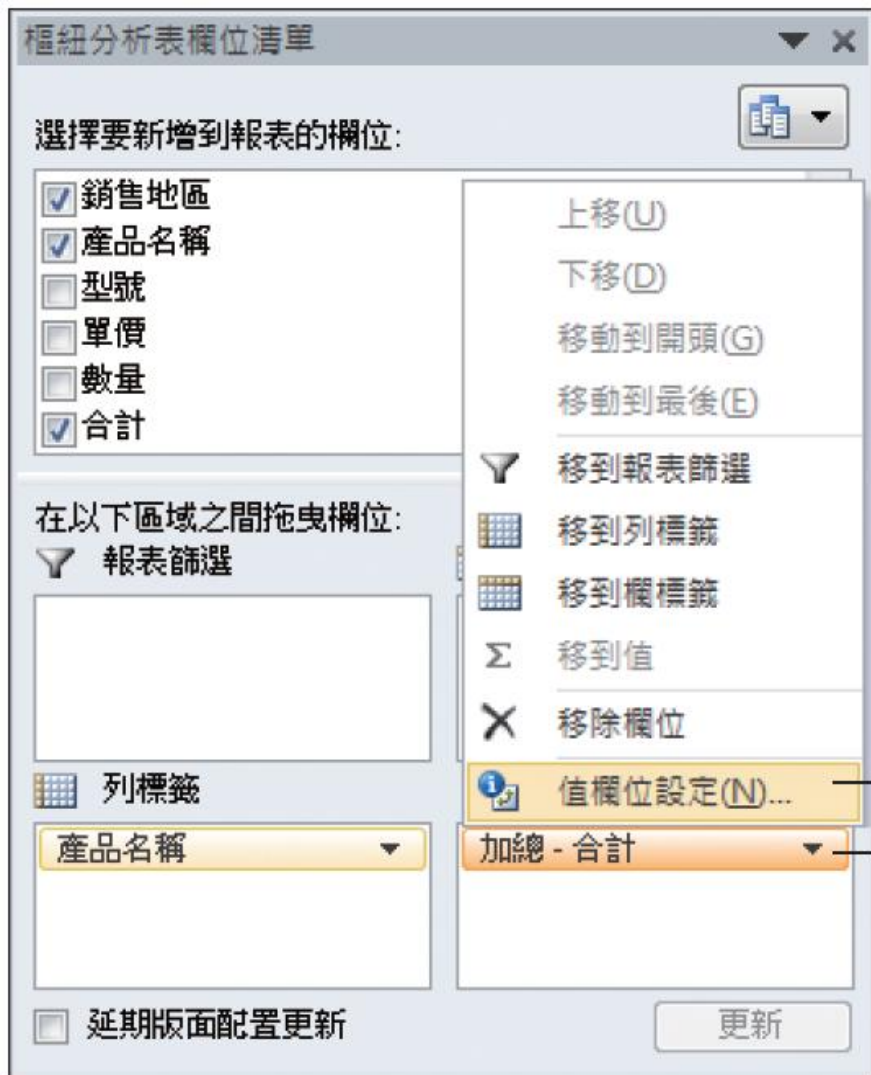 樞紐分析表欄位清單
選擇要新增到報表的欄位:
銷售地區
產品名稱
型號
單價
數量
合計
上移(U)
下移(D)
移動到開頭(G)
移動到最後(E)
移到報表篩選
移到列標籤
移到欄標籤
Σ 移到值
移除欄位
值欄位設定(N)...
在以下區域之間拖曳欄位:
報表篩選
列標籤
產品名稱
加總 - 合計
延期版面配置更新
更新